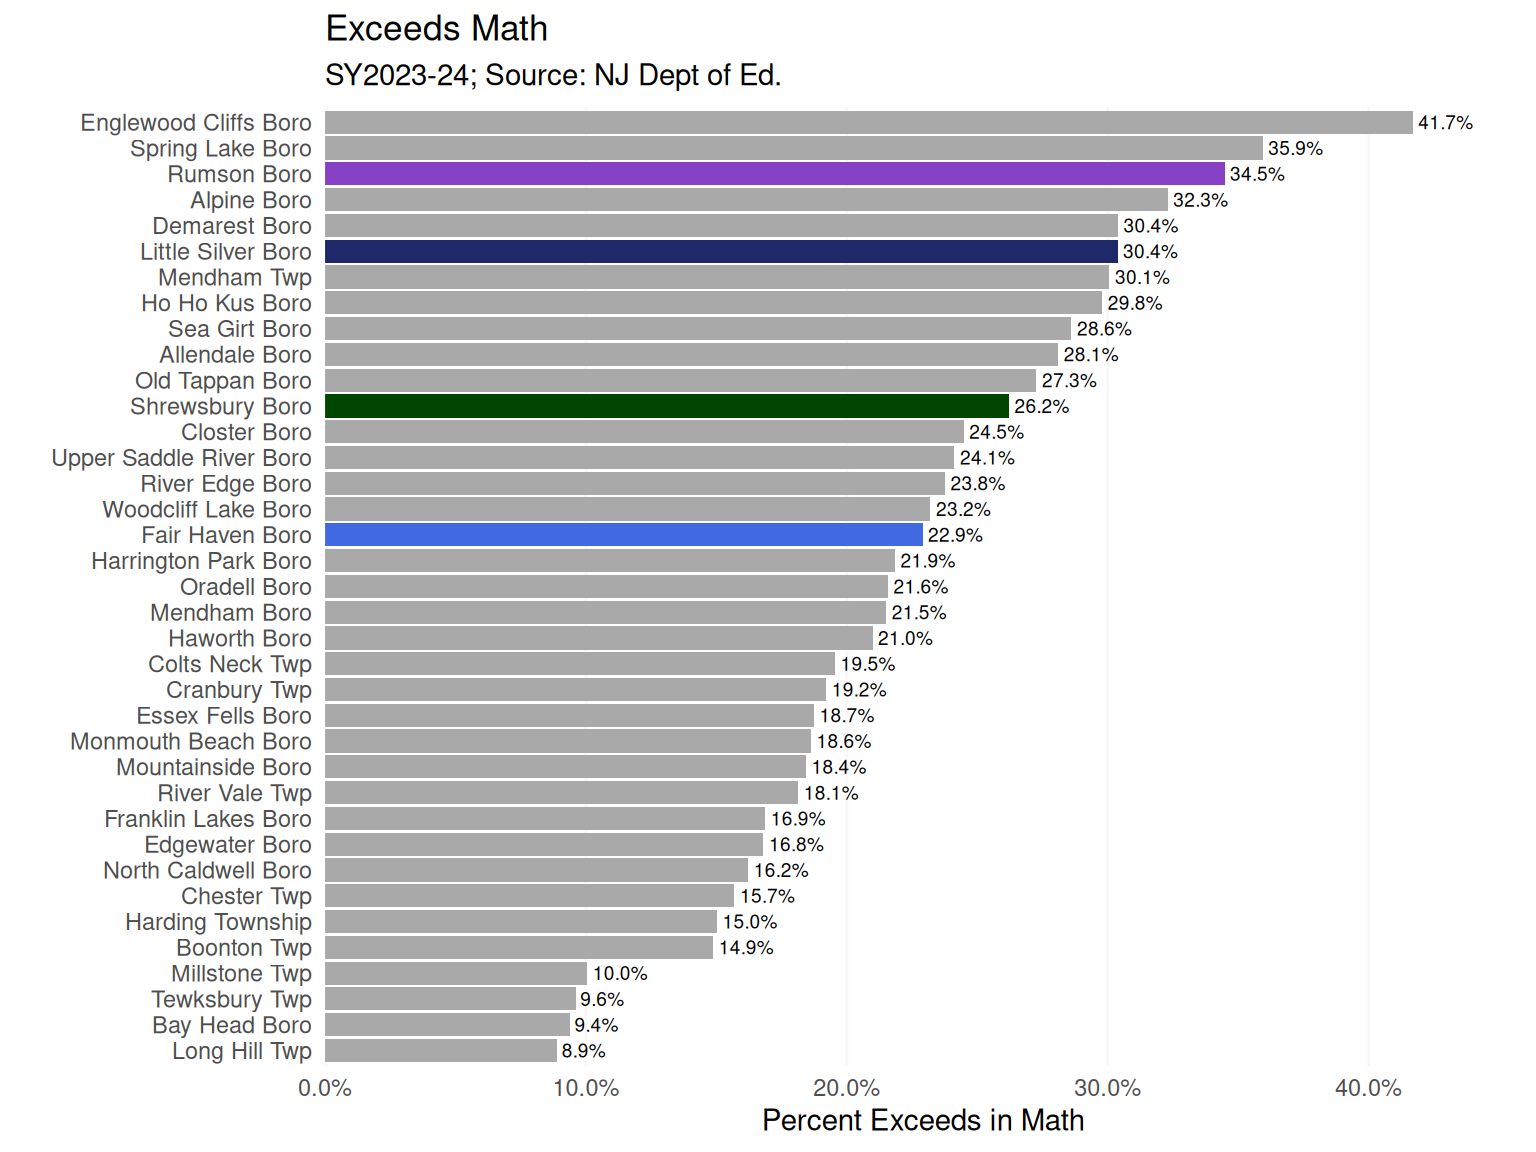 Exceeds Math
SY2023-24; Source: NJ Dept of Ed.
Englewood Cliffs Boro 41.7%
Spring Lake Boro 35.9%
Rumson Boro 34.5%
Alpine Boro 32.3%
Demarest Boro 30.4%
Little Silver Boro 30.4%
Mendham Twp 30.1%
Ho Ho Kus Boro 29.8%
Sea Girt Boro 28.6%
Allendale Boro 28.1%
Old Tappan Boro 27.3%
Shrewsbury Boro 26.2%
Closter Boro 24.5%
Upper Saddle River Boro 24.1%
River Edge Boro 23.8%
Woodcliff Lake Boro 23.2%
Fair Haven Boro 22.9%
Harrington Park Boro 21.9%
Oradell Boro 21.6%
Mendham Boro 21.5%
Haworth Boro 21.0%
Colts Neck Twp 19.5%
Cranbury Twp 19.2%
Essex Fells Boro 18.7%
Monmouth Beach Boro 18.6%
Mountainside Boro 18.4%
River Vale Twp 18.1%
Franklin Lakes Boro 16.9%
Edgewater Boro 16.8%
North Caldwell Boro 16.2%
Chester Twp 15.7%
Harding Township 15.0%
Boonton Twp 14.9%
Millstone Twp 10.0%
Tewksbury Twp 9.6%
Bay Head Boro 9.4%
Long Hill Twp 8.9%
0.0% 10.0% 20.0% 30.0% 40.0%
Percent Exceeds in Math